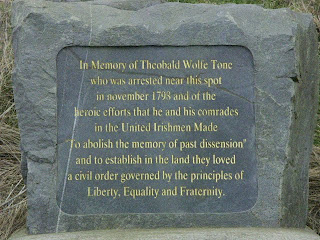 In Memory of Theobald Wolfe Tone
who was arrested near this spot
in november 1798 and of the
heroic efforts that he and his comrades
in the United Irishmen Made
"To abolish the memory of past dissension"
and to establish in the land they loved
a civil order governed by the principles of
Liberty, Equality and Fraternity.